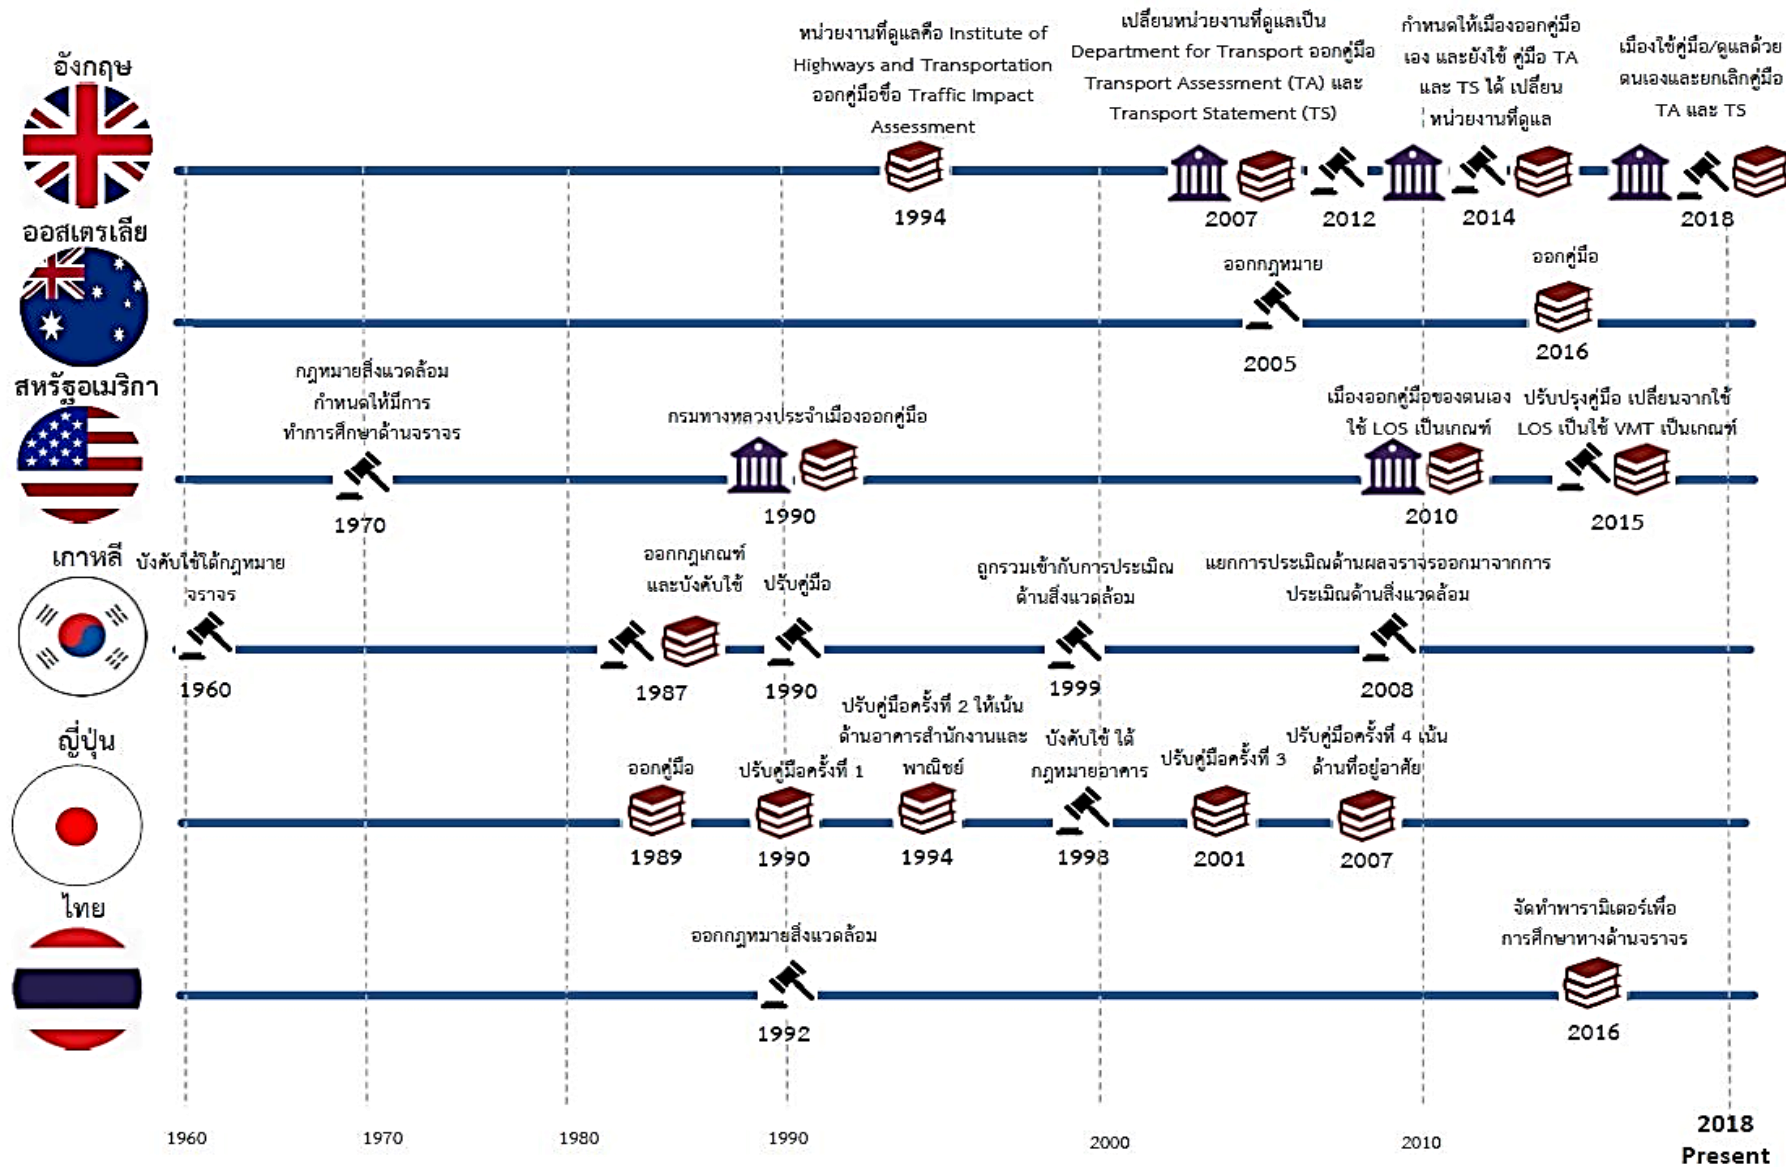 อังกฤษ
หน่วยงานที่ดูแลคือ Institute of
Highways and Transportation
ออกคู่มือชื่อ Traffic Impact
Assessment
1994
เปลี่ยนหน่วยงานที่ดูแลเป็น
Department for Transport ออกคู่มือ
Transport Assessment (TA) และ
Transport Statement (TS)
2007
2012
กำหนดให้เมืองออกคู่มือ
เอง และยังใช้ คู่มือ TA
และ TS ได้ เปลี่ยน
หน่วยงานที่ดูแล
2014
เมืองใช้คู่มือ/ดูแลด้วย
ตนเองและยกเลิกคู่มือ
TA และ TS
2018
ออสเตรเลีย
ออกกฎหมาย
2005
ออกคู่มือ
2016
สหรัฐอเมริกา
กฎหมายสิ่งแวดล้อม
กำหนดให้มีการ
ทำการศึกษาด้านจราจร
1970
กรมทางหลวงประจำเมืองออกคู่มือ
1990
เมืองออกคู่มือของตนเอง
ใช้ LOS เป็นเกณฑ์
2010
ปรับปรุงคู่มือ เปลี่ยนจากใช้
LOS เป็นใช้ VMT เป็นเกณฑ์
2015
เกาหลี
บังคับใช้ใต้กฎหมาย
จราจร
1960
ออกกฎเกณฑ์
และบังคับใช้
1987
ปรับคู่มือ
1990
ถูกรวมเข้ากับการประเมิณ
ด้านสิ่งแวดล้อม
1999
แยกการประเมิณด้านผลจราจรออกมาจากการ
ประเมิณด้านสิ่งแวดล้อม
2008
ญี่ปุ่น
ออกคู่มือ
1989
ปรับคู่มือครั้งที่ 1
1990
ปรับคู่มือครั้งที่ 2 ให้เน้น
ด้านอาคารสำนักงานและ
พาณิชย์
1994
บังคับใช้ ใต้
กฎหมายอาคาร
1998
ปรับคู่มือครั้งที่ 3
2001
ปรับคู่มือครั้งที่ 4 เน้น
ด้านที่อยู่อาศัย
2007
ไทย
ออกกฎหมายสิ่งแวดล้อม
1992
จัดทำพารามิเตอร์เพื่อ
การศึกษาทางด้านจราจร
2016
1960
1970
1980
1990
2000
2010
2018
Present